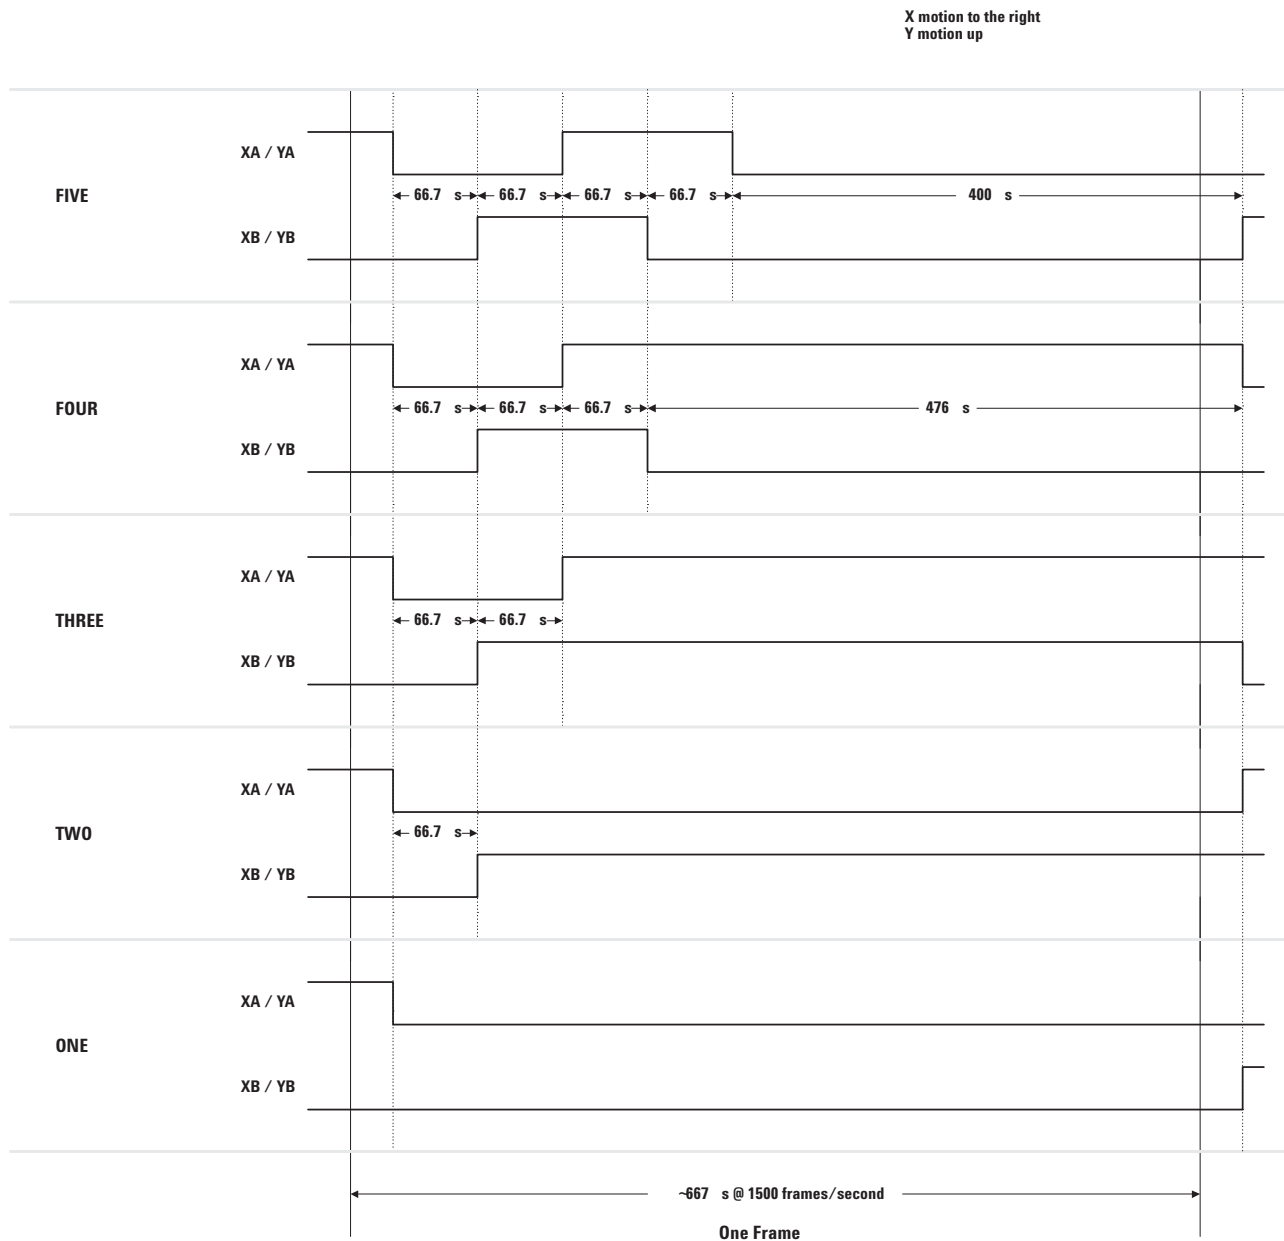 X motion to the right
Y motion up
XA / YA
FIVE
66.7 s 66.7 s 66.7 s 66.7 s 400 s
XB / YB
XA / YA
FOUR
66.7 s 66.7 s 66.7 s 476 s
XB / YB
XA / YA
THREE
66.7 s 66.7 s
XB / YB
XA / YA
TWO
66.7 s
XB / YB
XA / YA
ONE
XB / YB
~667 s @ 1500 frames/second
One Frame